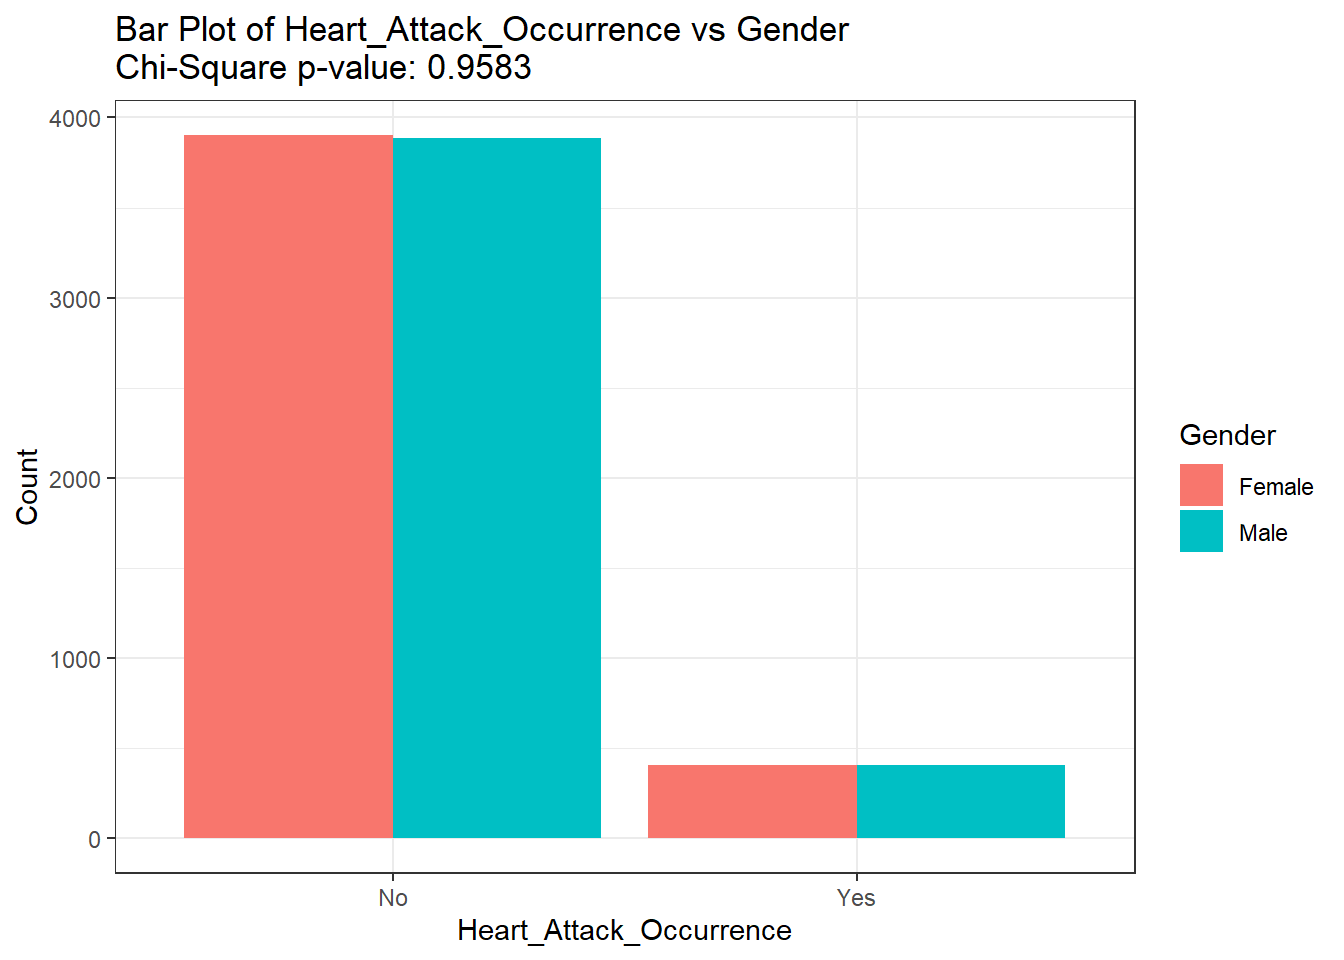 Bar Plot of Heart_Attack_Occurrence vs Gender
Chi-Square p-value: 0.9583
4000
3000
2000
1000
0
Count
No
Yes
Heart_Attack_Occurrence
Gender
Female
Male